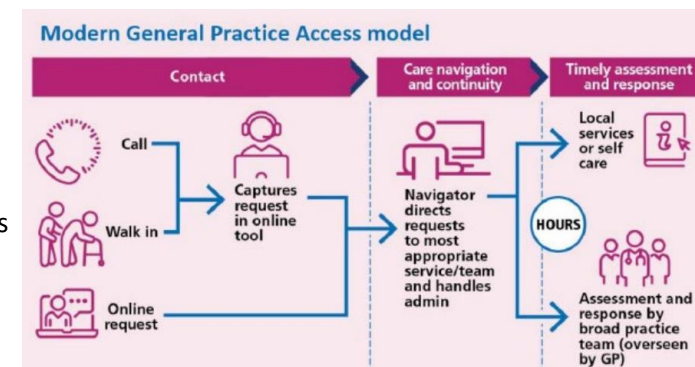 Modern General Practice Access model
Contact
Care navigation
and continuity
Timely assessment
and response
Call
Walk in
Online
request
Captures
request
in online
tool
Navigator
directs
requests
to most
appropriate
service/team
and handles
admin
Local
services
or self
care
HOURS
Assessment and
response by
broad practice
team (overseen
by GP)
s